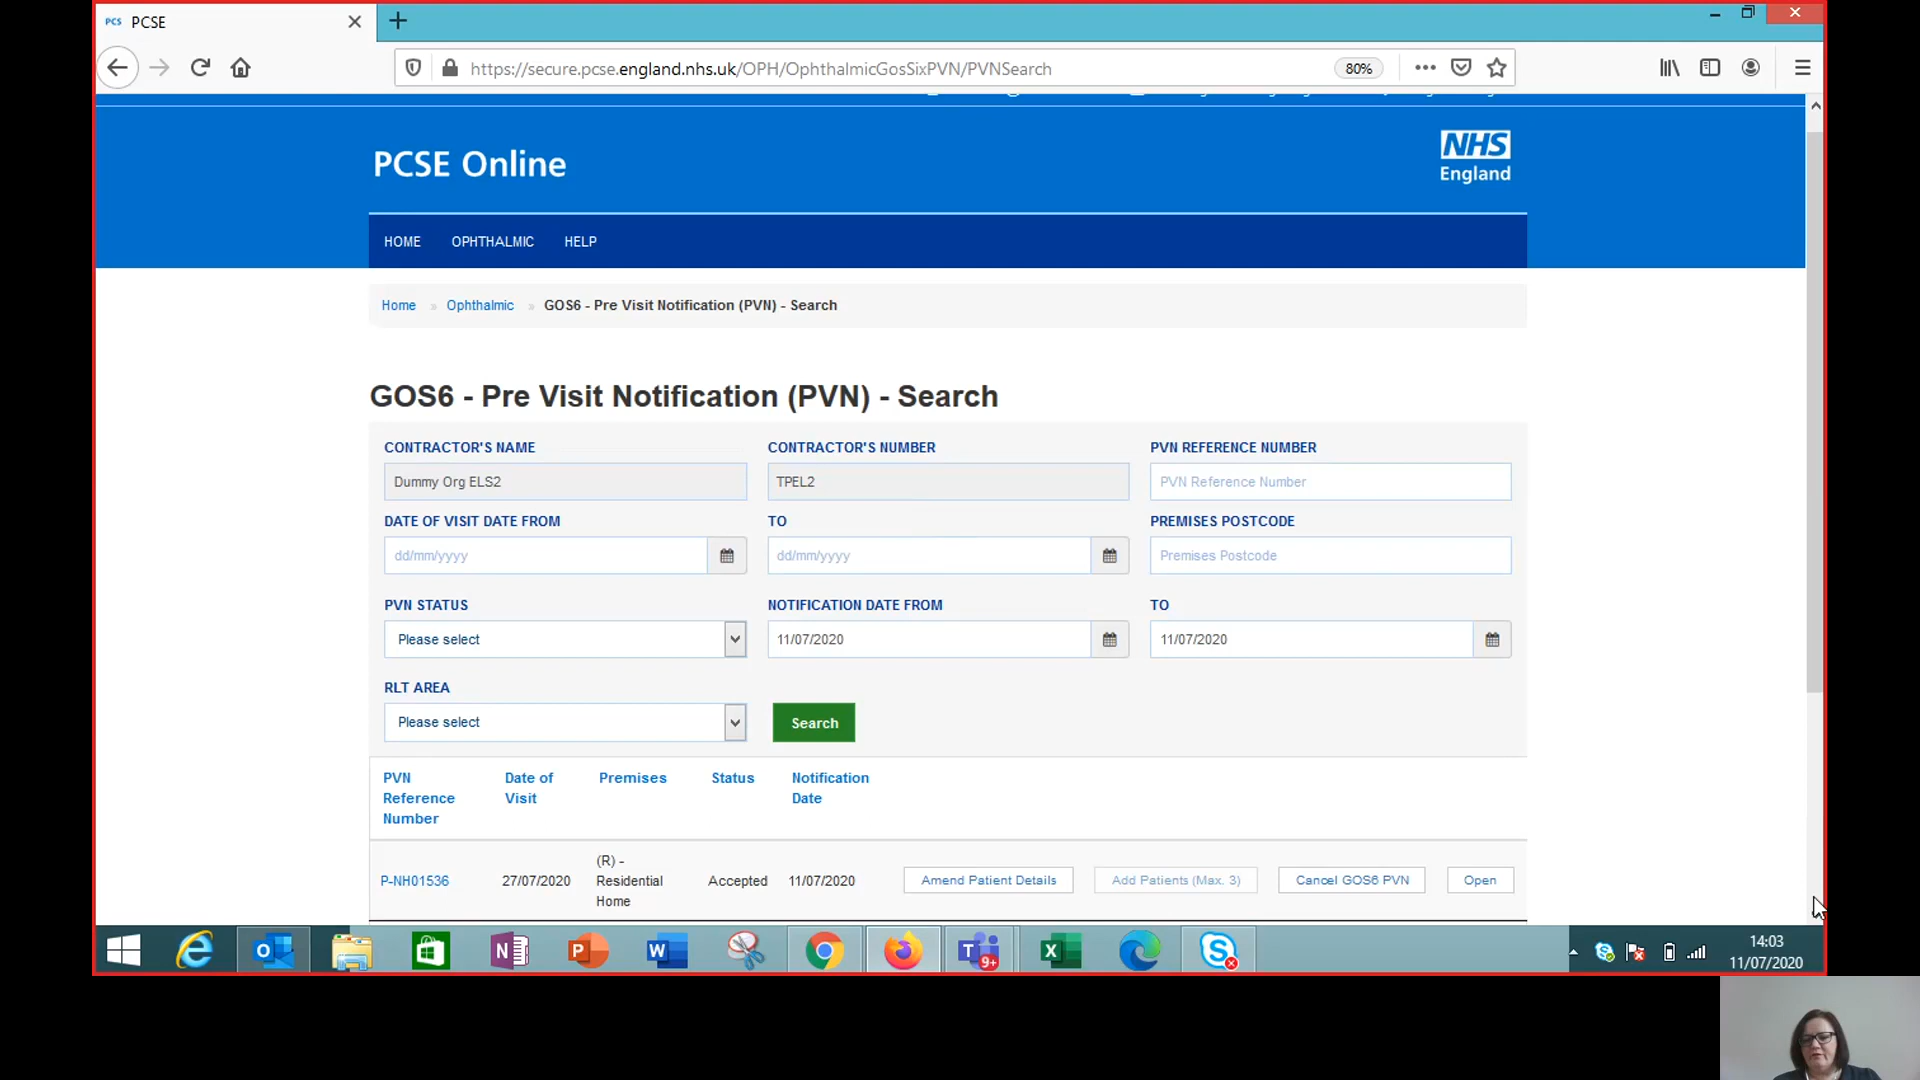 PCS PCSE
https://secure.pcse.england.nhs.uk/OPH/OphthalmicGosSixPVN/PVNSearch 80%
PCSE Online
NHS
England
HOME OPHTHALMIC HELP
Home » Ophthalmic » GOS6 - Pre Visit Notification (PVN) - Search
GOS6 - Pre Visit Notification (PVN) - Search
CONTRACTOR'S NAME CONTRACTOR'S NUMBER PVN REFERENCE NUMBER
Dummy Org ELS2 TPEL2 PVN Reference Number
DATE OF VISIT DATE FROM TO PREMISES POSTCODE
dd/mm/yyyy dd/mm/yyyy Premises Postcode
PVN STATUS NOTIFICATION DATE FROM TO
Please select 11/07/2020 11/07/2020
RLT AREA
Please select Search
PVN Date of Premises Status Notification
Reference Visit Date
Number
(R) -
P-NH01536 27/07/2020 Residential Accepted 11/07/2020 Amend Patient Details Add Patients (Max. 3) Cancel GOS6 PVN Open
Home
9+
14:03
11/07/2020